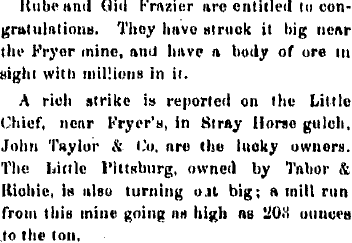 Rube and Gid Frazier are entitled to con-
gratulations. They have struck it big near
the Fryer mine, and have a body of ore in
sight with millions in it.
A rich strike is reported on the Little
Chief, near Fryer's, in Stray Horse gulch.
John Taylor & Co. are the lucky owners.
The Little Pittsburg, owned by Tabor &
Richie, is also turning out big; a mill run
from this mine going as high as 203 ounces
to the ton.